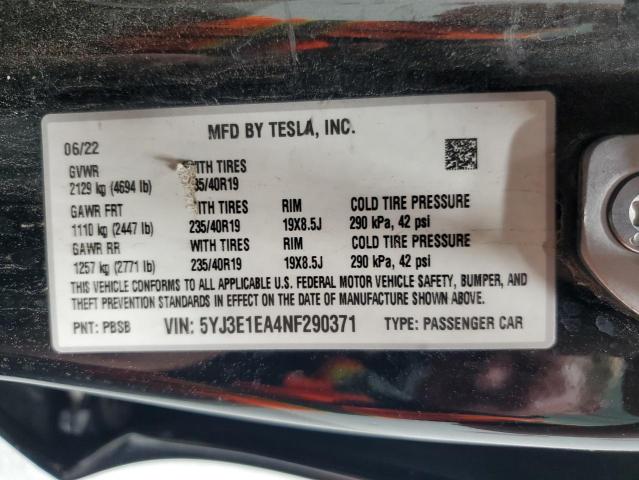 MFD BY TESLA, INC.
06/22
GVWR WITH TIRES
2129 kg (4694 lb) 35/40R19
GAWR FRT WITH TIRES RIM COLD TIRE PRESSURE
1110 kg (2447 lb) 235/40R19 19X8.5J 290 kPa, 42 psi
GAWR RR WITH TIRES RIM COLD TIRE PRESSURE
1257 kg (2771 lb) 235/40R19 19X8.5J 290 kPa, 42 psi
THIS VEHICLE CONFORMS TO ALL APPLICABLE U.S. FEDERAL MOTOR VEHICLE SAFETY, BUMPER, AND
THEFT PREVENTION STANDARDS IN EFFECT ON THE DATE OF MANUFACTURE SHOWN ABOVE.
PNT: PBSB VIN: 5YJ3E1EA4NF290371 TYPE: PASSENGER CAR